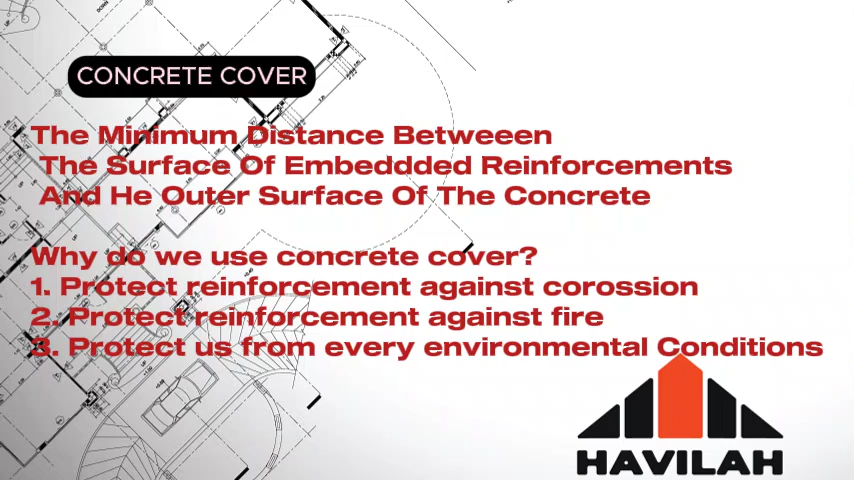 CONCRETE COVER
The Minimum Distance Betweeen
The Surface Of Embeddded Reinforcements
And He Outer Surface Of The Concrete
Why do we use concrete cover?
1. Protect reinforcement against corossion
2. Protect reinforcement against fire
3. Protect us from every environmental Conditions
HAVILAH